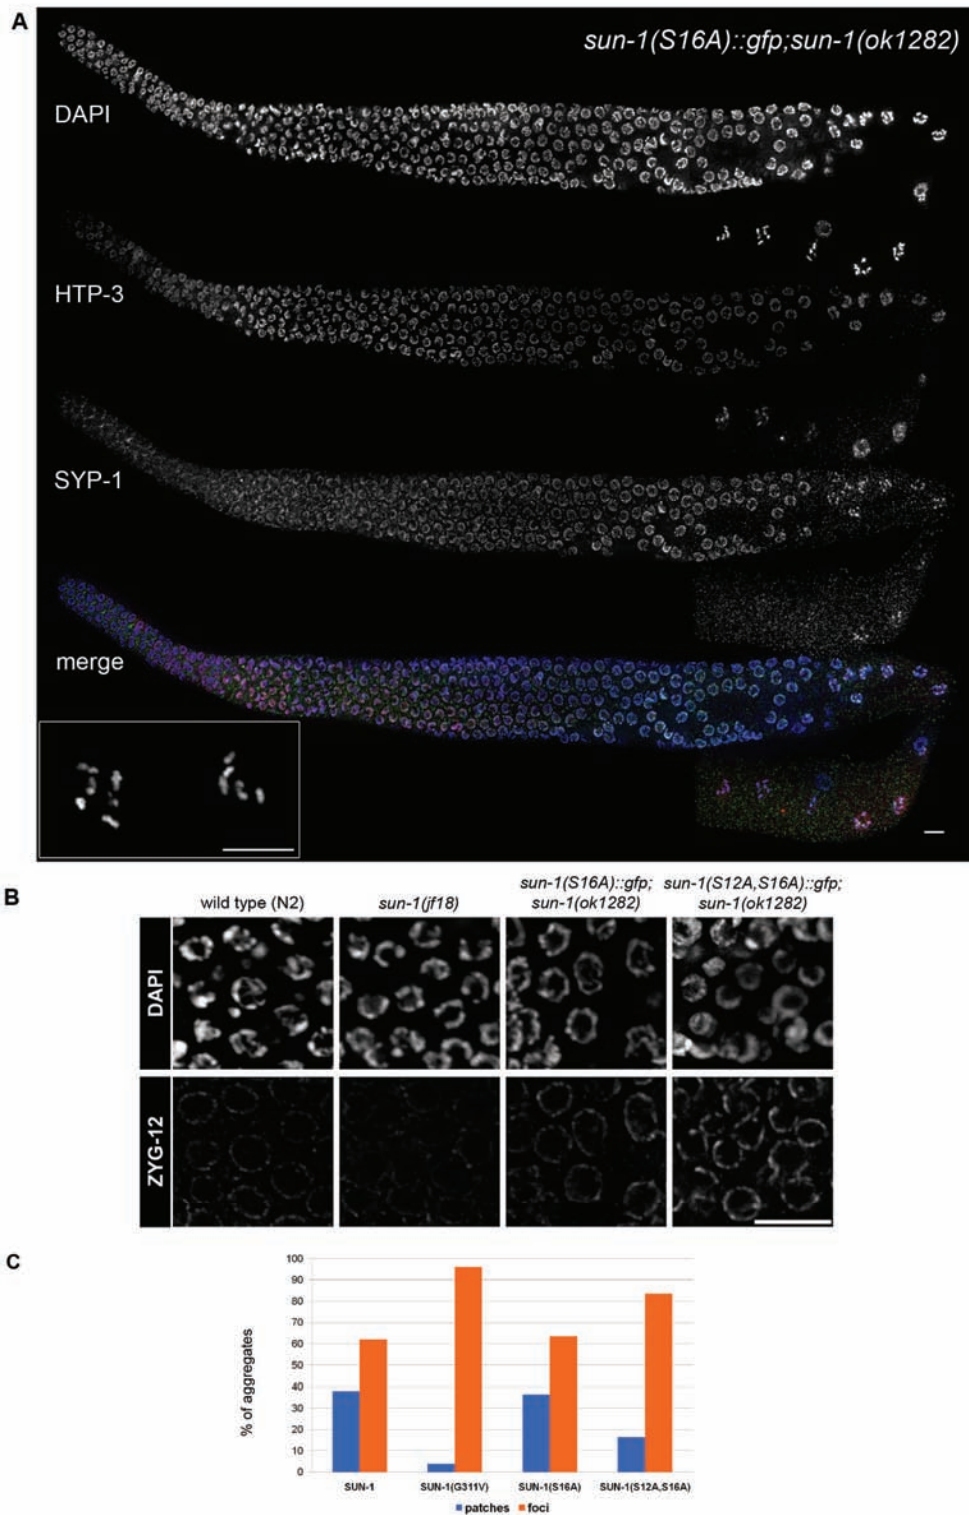 A
sun-1(S16A)::gfp;sun-1(ok1282)
DAPI
HTP-3
SYP-1
merge
B
wild type (N2)
sun-1(jf18)
sun-1(S16A)::gfp;
sun-1(ok1282)
sun-1(S12A,S16A)::gfp;
sun-1(ok1282)
DAPI
ZYG-12
C
% of aggregates
100
90
80
70
60
50
40
30
20
10
0
SUN-1
SUN-1(G311V)
SUN-1(S16A)
SUN-1(S12A,S16A)
patches
foci